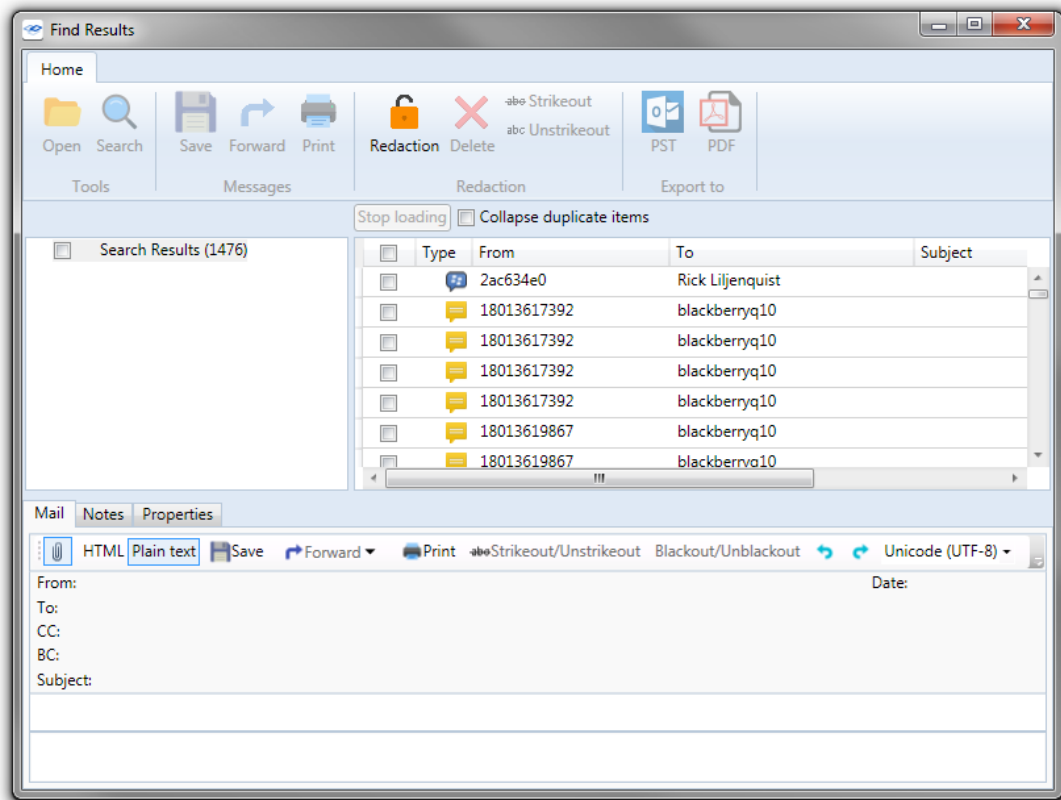 Find Results
Home
Open Search Save Forward Print Redaction Delete abc Strikeout abc Unstrikeout PST PDF
Tools Messages Redaction Export to
Stop loading Collapse duplicate items
Search Results (1476)
Type From To Subject
2ac634e0 Rick Liljenquist
18013617392 blackberryq10
18013617392 blackberryq10
18013617392 blackberryq10
18013617392 blackberryq10
18013619867 blackberryq10
18013619867 blackberryq10
Mail Notes Properties
HTML Plain text Save Forward Print abc Strikeout/Unstrikeout Blackout/Unblackout Unicode (UTF-8)
From: Date:
To:
CC:
BC:
Subject: